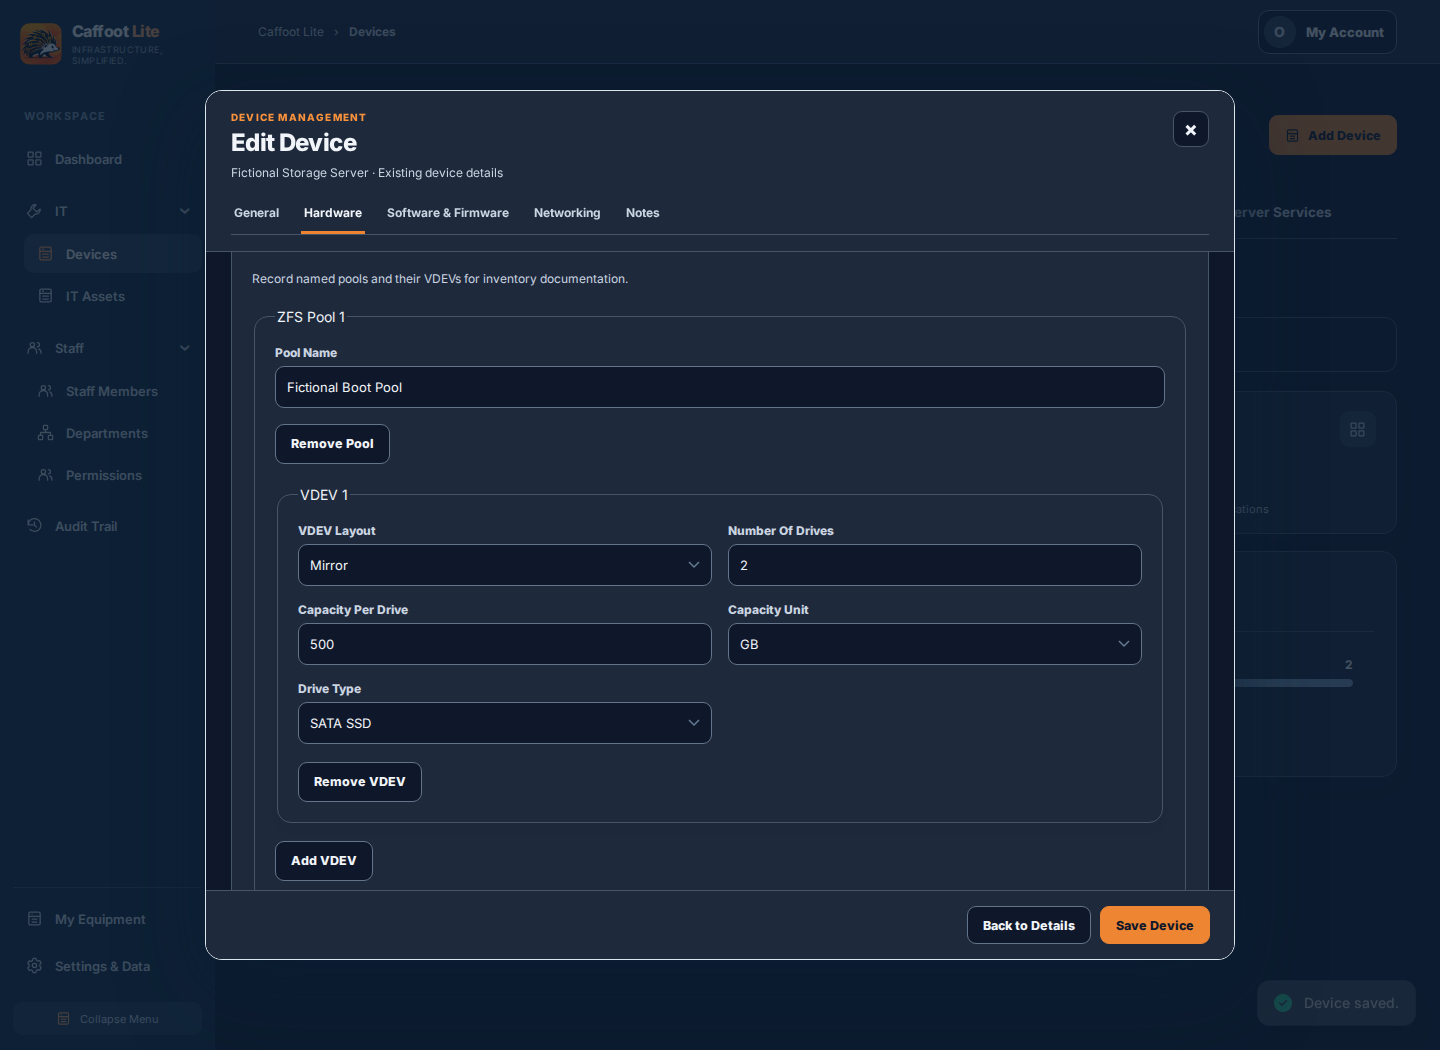 Caffoot Lite
INFRASTRUCTURE,
SIMPLIFIED.
Caffoot Lite › Devices
O My Account
WORKSPACE
Dashboard
IT
Devices
IT Assets
Staff
Staff Members
Departments
Permissions
Audit Trail
My Equipment
Settings & Data
Collapse Menu
Add Device
erver Services
ations
2
DEVICE MANAGEMENT
Edit Device
×
Fictional Storage Server · Existing device details
General Hardware Software & Firmware Networking Notes
Record named pools and their VDEVs for inventory documentation.
ZFS Pool 1
Pool Name
Fictional Boot Pool
Remove Pool
VDEV 1
VDEV Layout Number Of Drives
Mirror 2
Capacity Per Drive Capacity Unit
500 GB
Drive Type
SATA SSD
Remove VDEV
Add VDEV
Back to Details Save Device
Device saved.